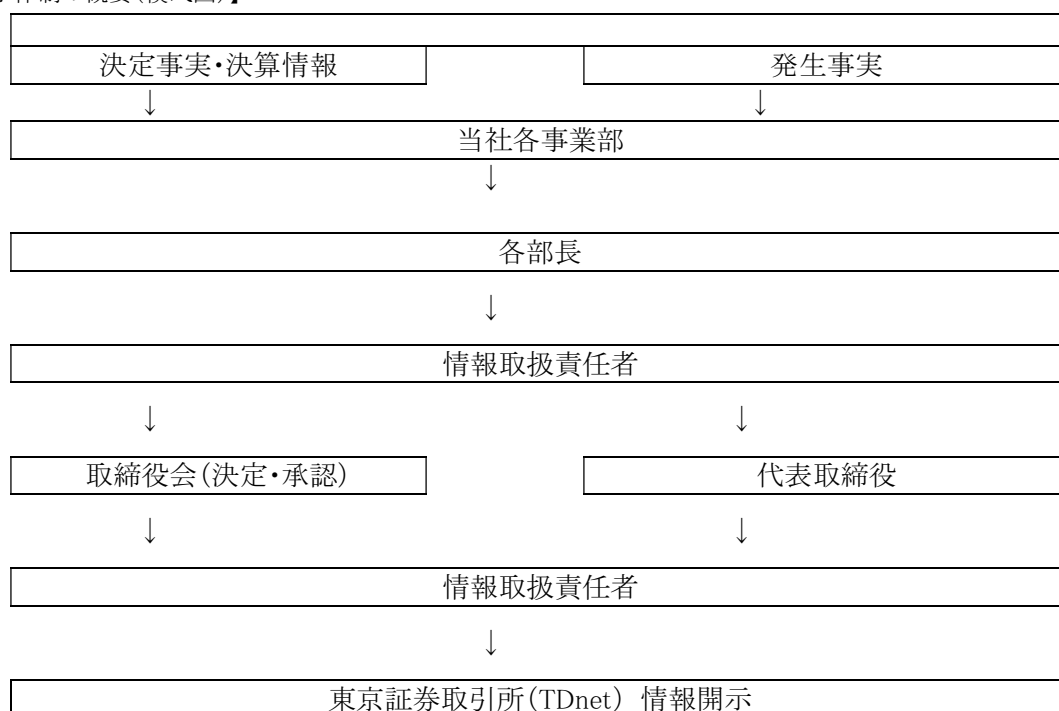 決定事実・決算情報 発生事実
↓ ↓
当社各事業部
↓
各部長
↓
情報取扱責任者
↓ ↓
取締役会(決定・承認) 代表取締役
↓ ↓
情報取扱責任者
↓
東京証券取引所(TDnet) 情報開示